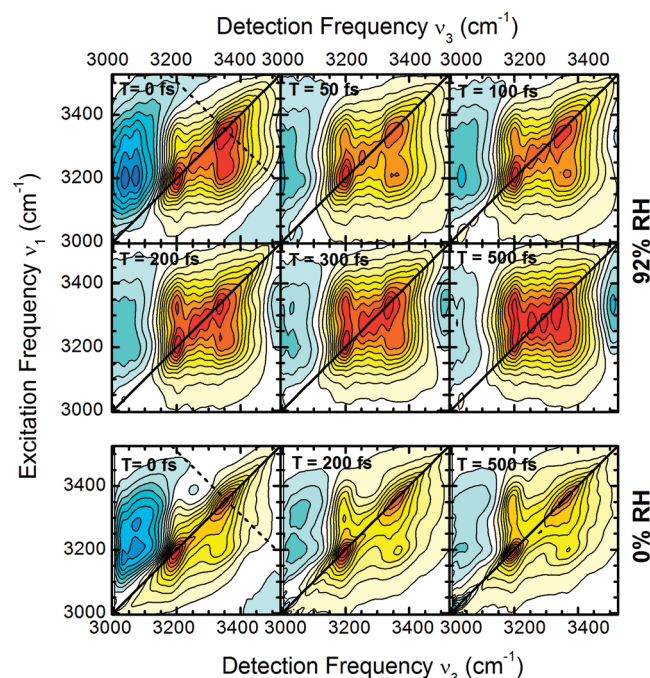 Detection Frequency ν3 (cm-1)
3000 3200 3400 3000 3200 3400 3000 3200 3400
T= 0 fs T= 50 fs T= 100 fs
3400
3200
3000
92% RH
T= 200 fs T= 300 fs T= 500 fs
3400
3200
3000
Excitation Frequency ν1 (cm-1)
T= 0 fs T = 200 fs T = 500 fs
3400
3200
3000
0% RH
3000 3200 3400 3000 3200 3400 3000 3200 3400
Detection Frequency ν3 (cm-1)